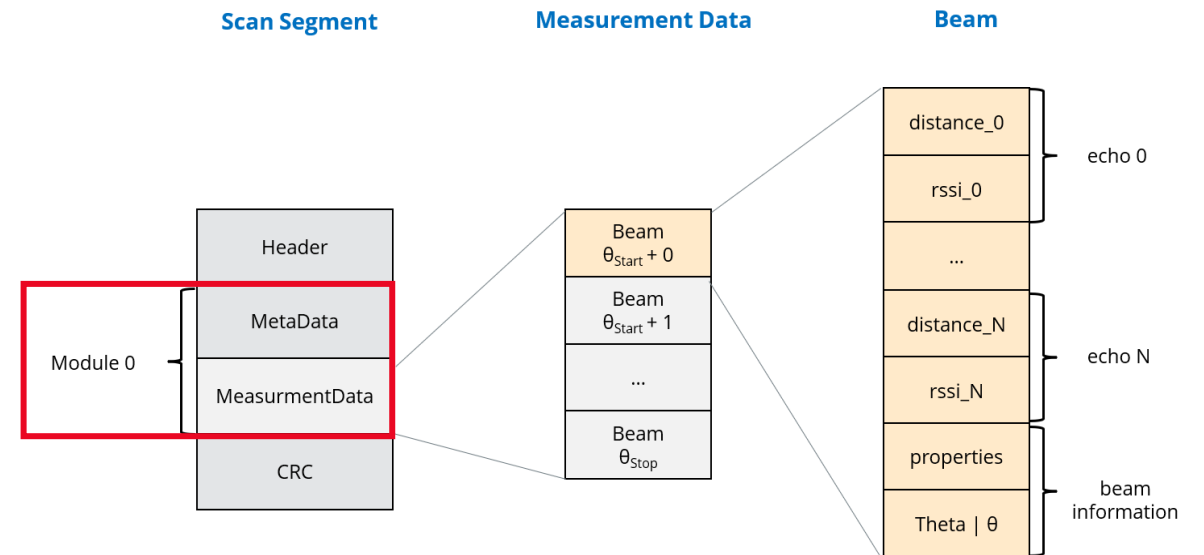 Scan Segment
Measurement Data
Beam
Header
MetaData
MeasurmentData
CRC
Module 0
Beam
θStart + 0
Beam
θStart + 1
...
Beam
θStop
distance_0
rssi_0
...
distance_N
rssi_N
properties
Theta | θ
echo 0
echo N
beam
information